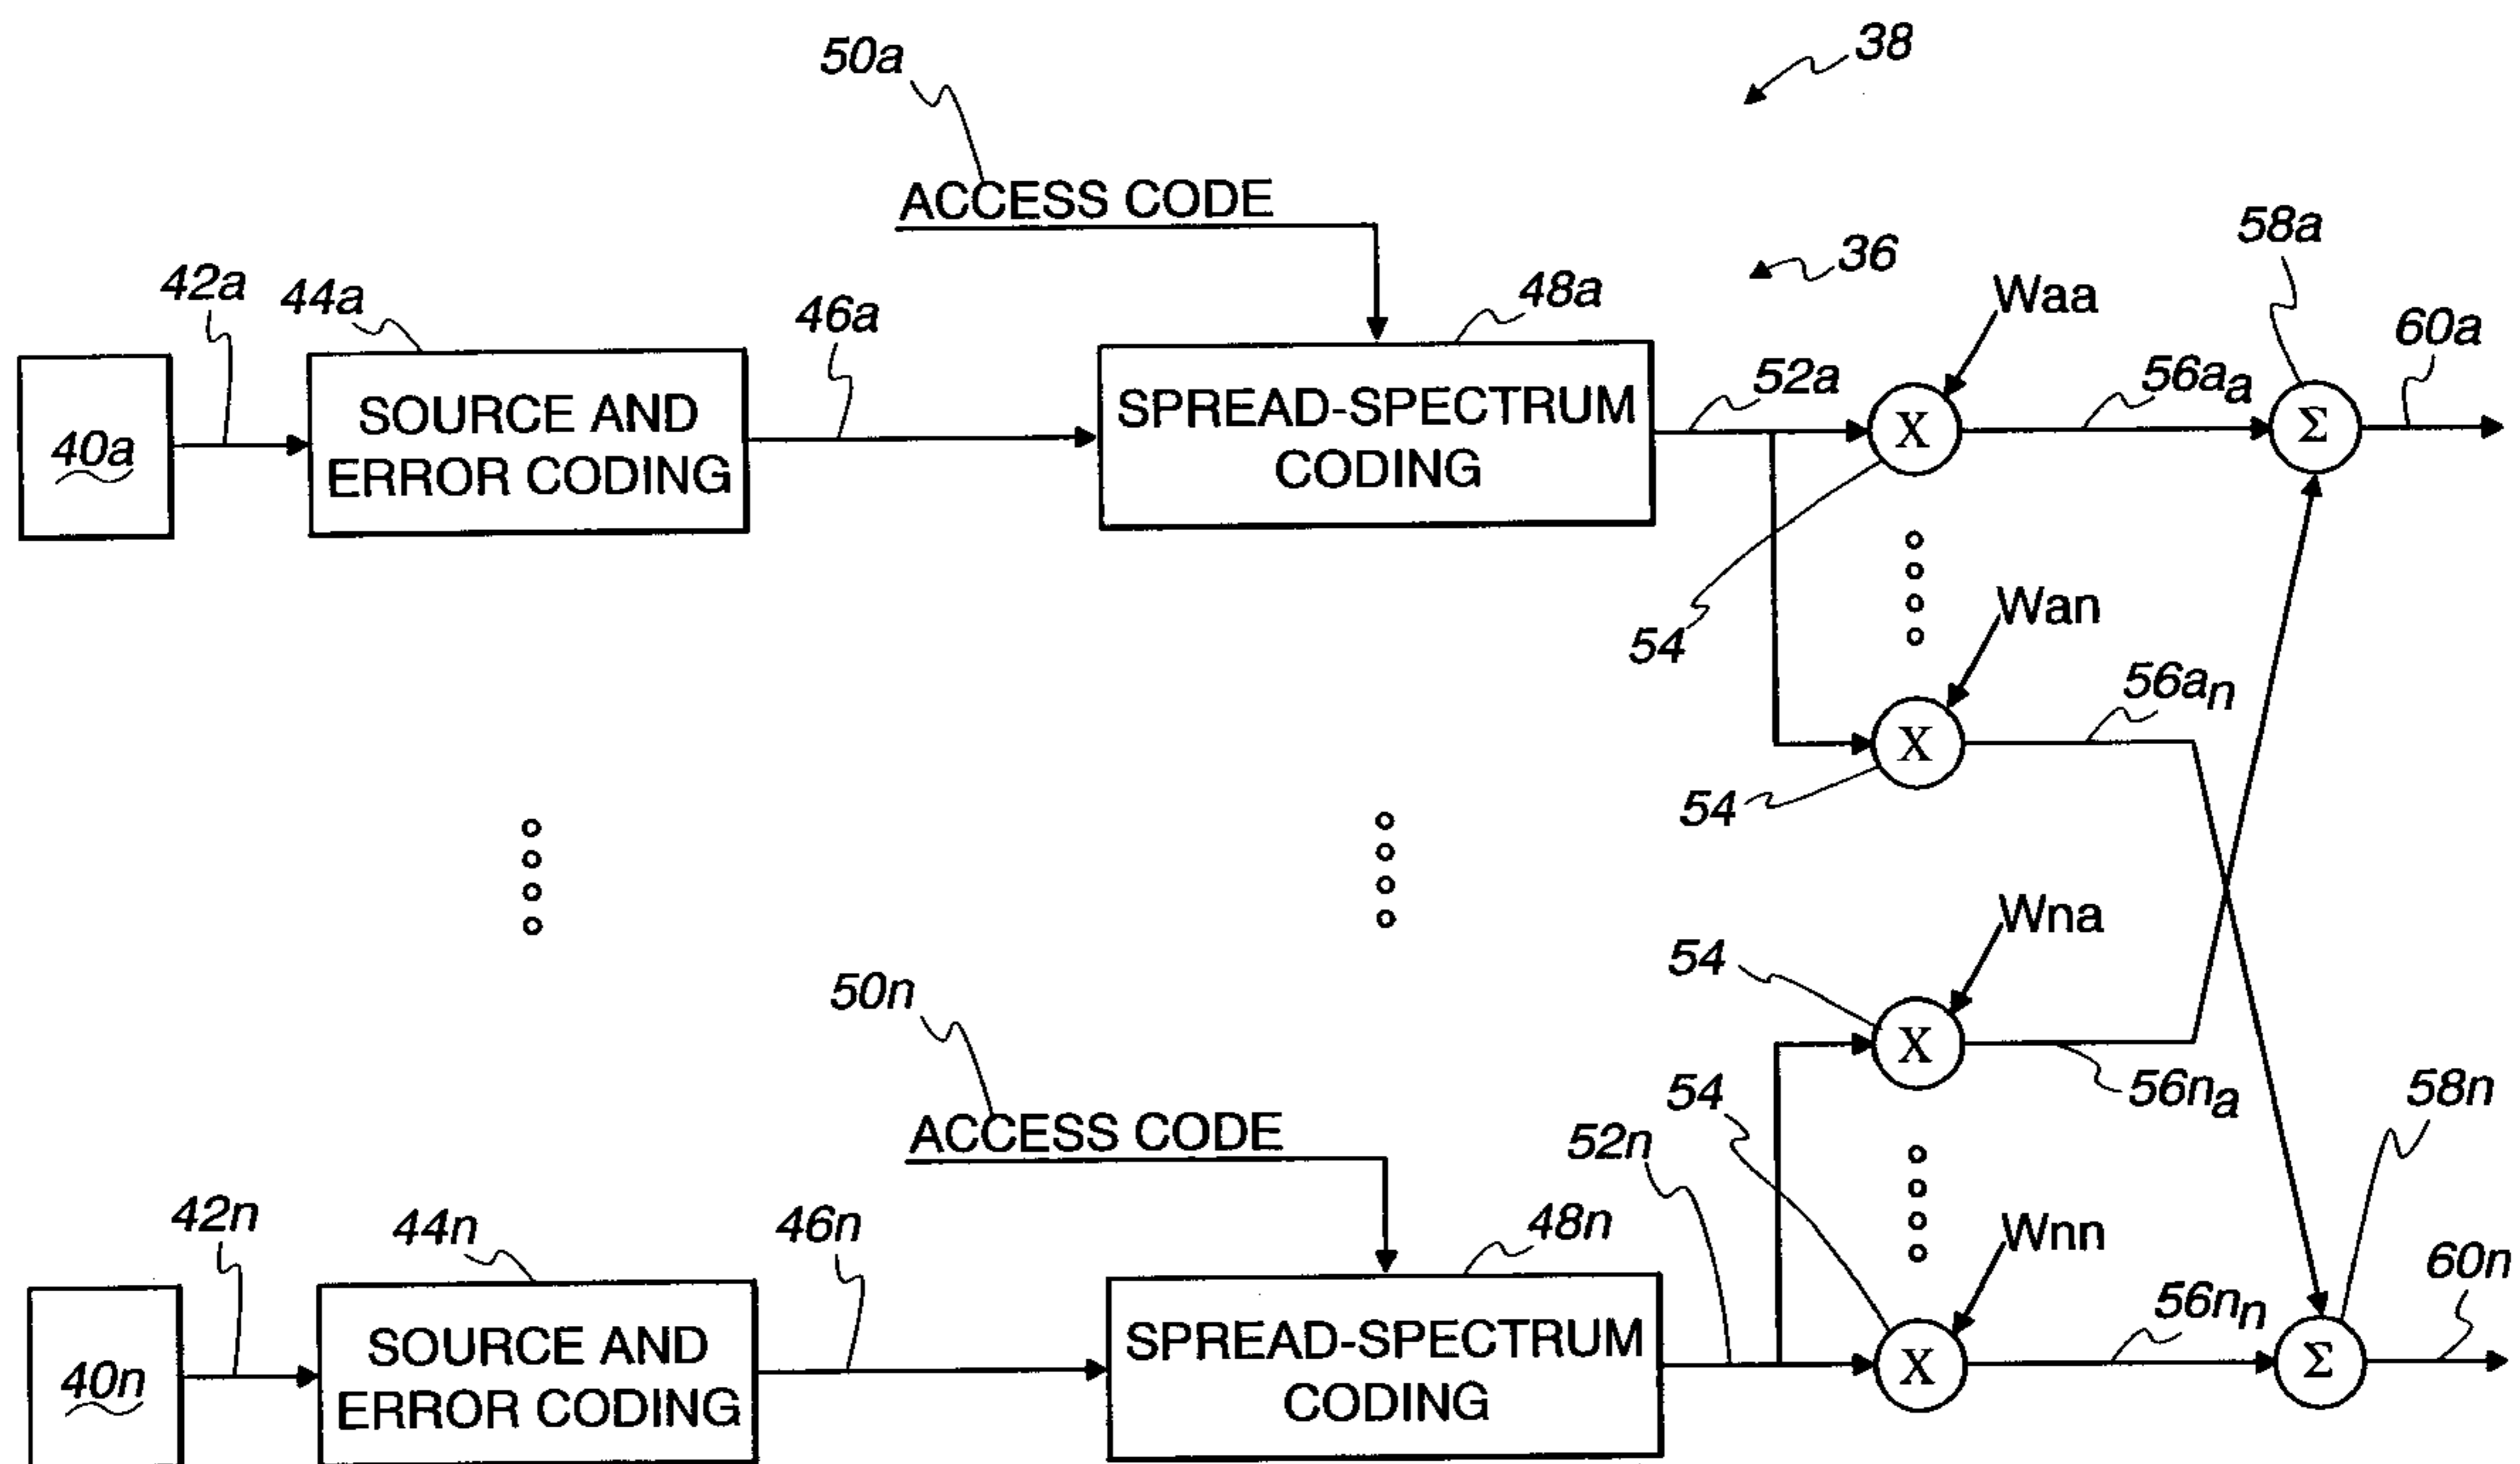 38
50a
ACCESS CODE
36
58a
Waa
42a
44a
46a
48a
60a
52a
56aa
40a
SOURCE AND
ERROR CODING
SPREAD-SPECTRUM
CODING
X
Σ
Wan
54
56an
X
54
Wna
54
50n
X
54
56na
58n
ACCESS CODE
52n
42n
44n
46n
48n
Wnn
60n
56nn
40n
SOURCE AND
ERROR CODING
SPREAD-SPECTRUM
CODING
X
Σ